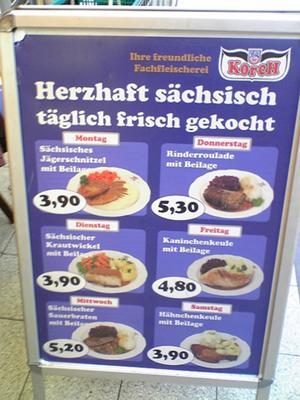 Ihre freundliche
Fachfleischerei
KorcH
Herzhaft sächsisch
täglich frisch gekocht
Montag
Sächsisches
Jägerschnitzel
mit Beilage
3,90
Donnerstag
Rinderroulade
mit Beilage
5,30
Dienstag
Sächsischer
Krautwickel
mit Beilage
3,90
Freitag
Kaninchenkeule
mit Beilage
4,80
Mittwoch
Sächsischer
Sauerbraten
mit Beilage
5,20
Samstag
Hähnchenkeule
mit Beilage
3,90